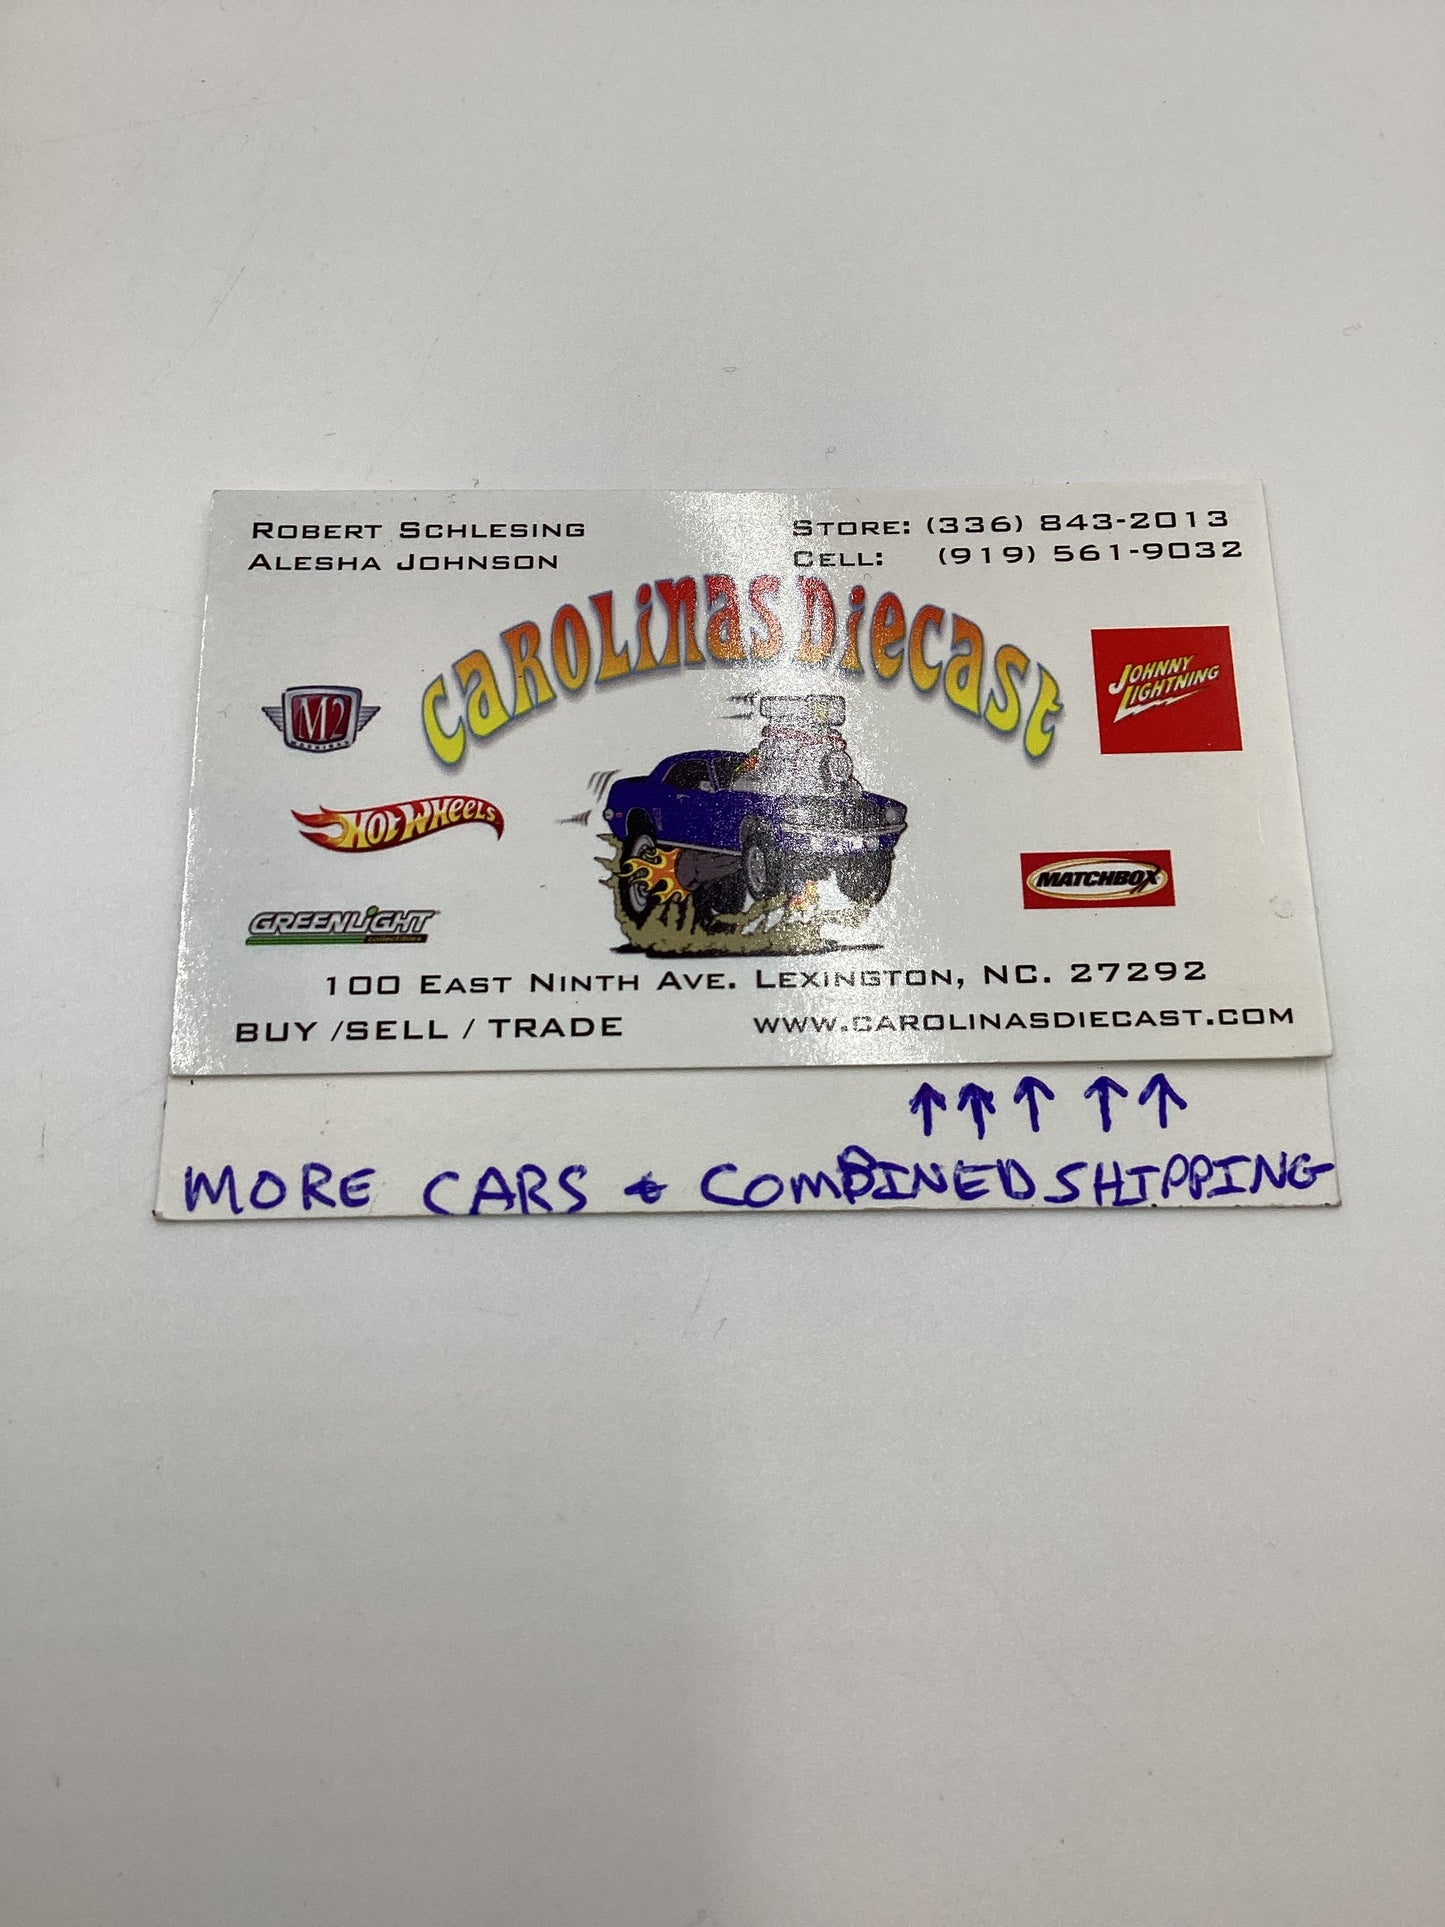 ROBERT SCHLESING
ALESHA JOHNSON
STORE: (336) 843-2013
CELL: (919) 561-9032
CAROLiNAS DiECAST
M2
MACHINES
JOHNNY
LIGHTNING
HOT WHEELS
MATCHBOX
GREENLiGHT
collectibles
100 EAST NINTH AVE. LEXINGTON, NC. 27292
BUY /SELL / TRADE
WWW.CAROLINASDIECAST.COM
↑ ↑ ↑ ↑ ↑
MORE CARS & COMBINED SHIPPING